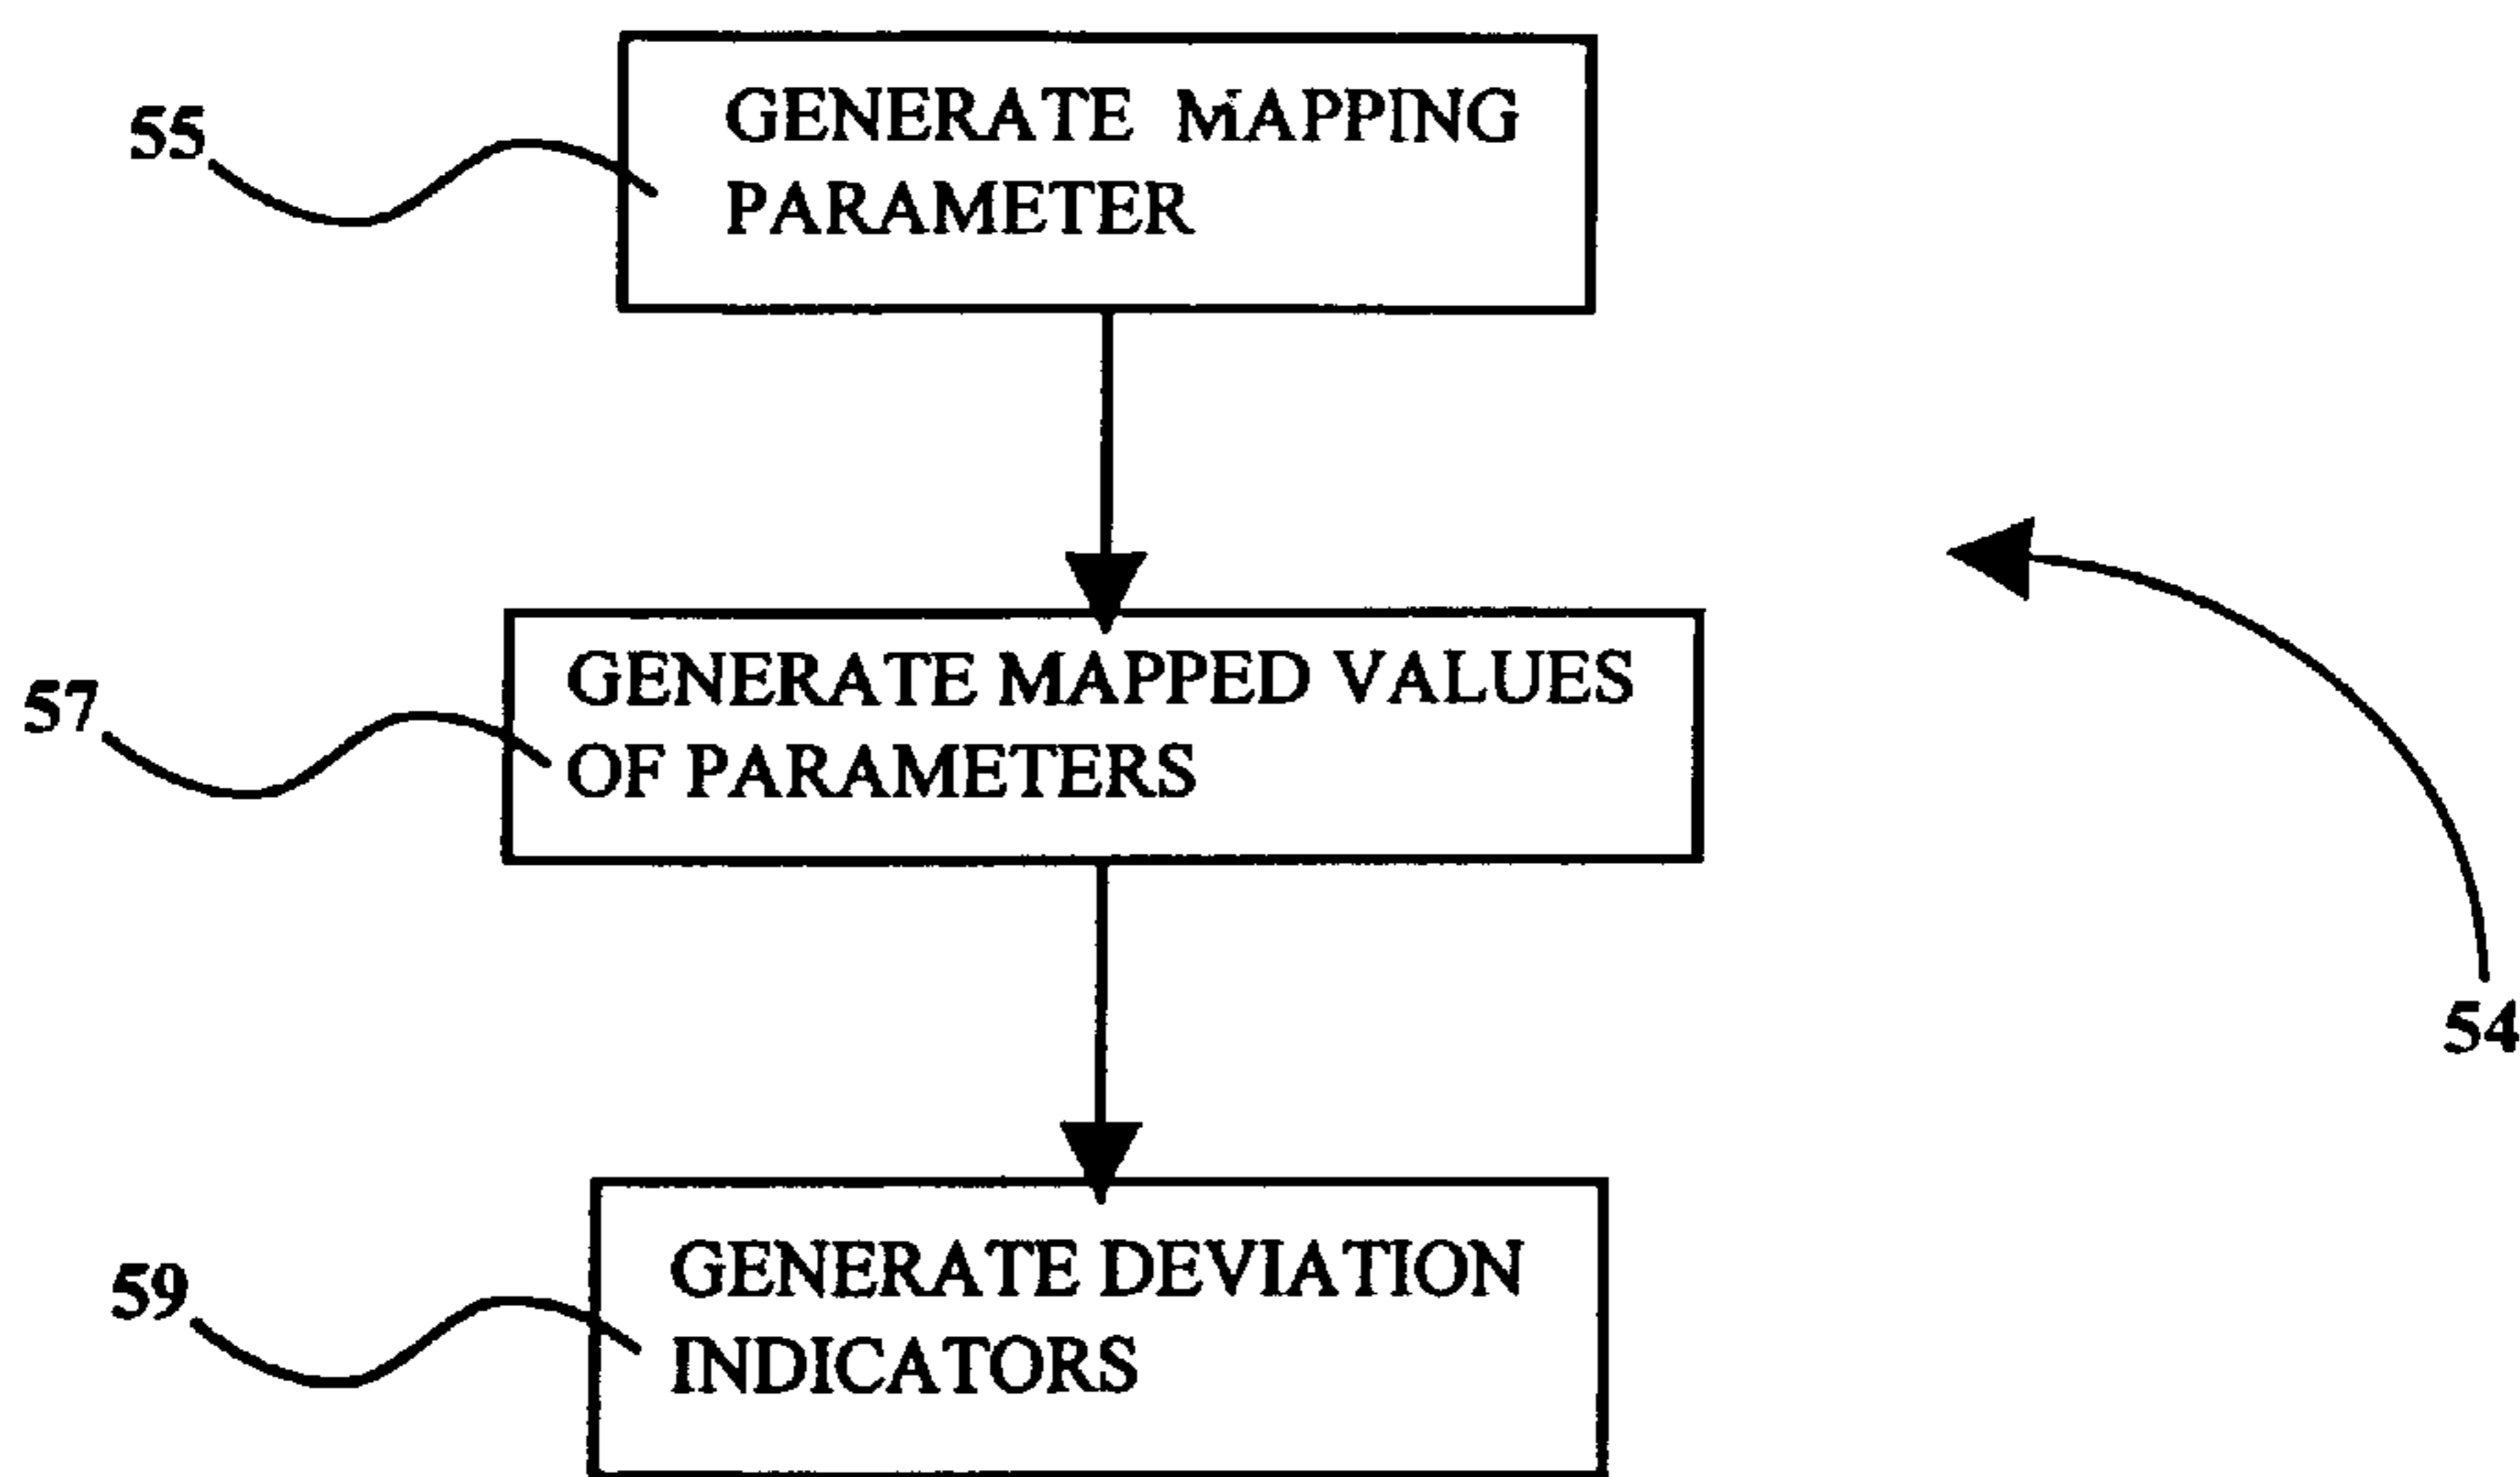 55
GENERATE MAPPING
PARAMETER
57
GENERATE MAPPED VALUES
OF PARAMETERS
54
59
GENERATE DEVIATION
INDICATORS